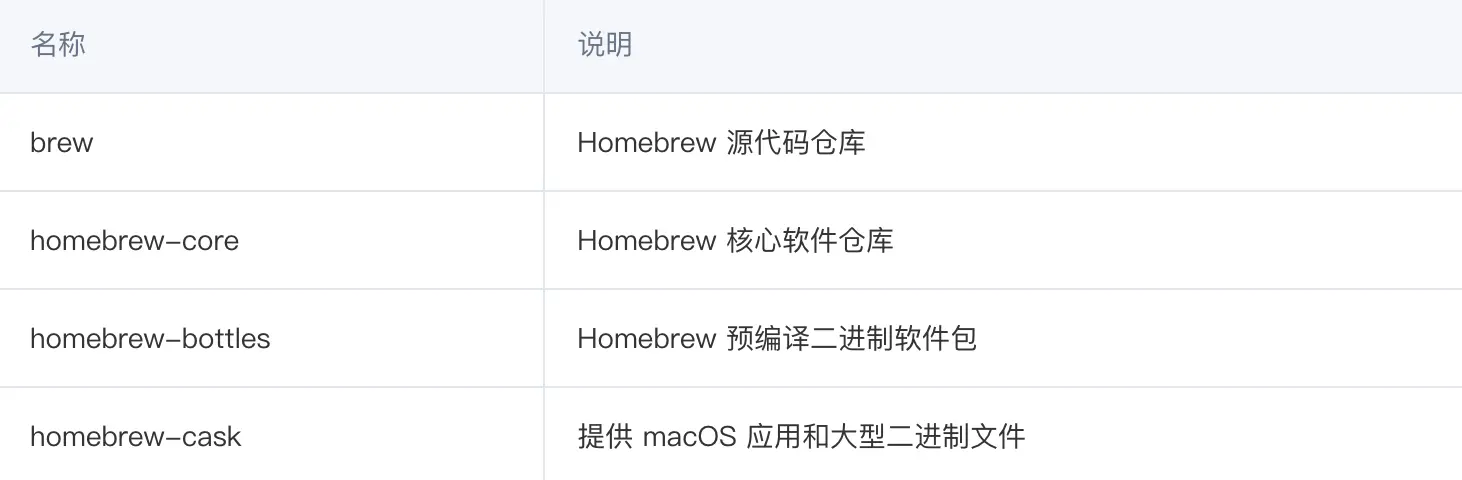 名称 说明
brew Homebrew 源代码仓库
homebrew-core Homebrew 核心软件仓库
homebrew-bottles Homebrew 预编译二进制软件包
homebrew-cask 提供 macOS 应用和大型二进制文件